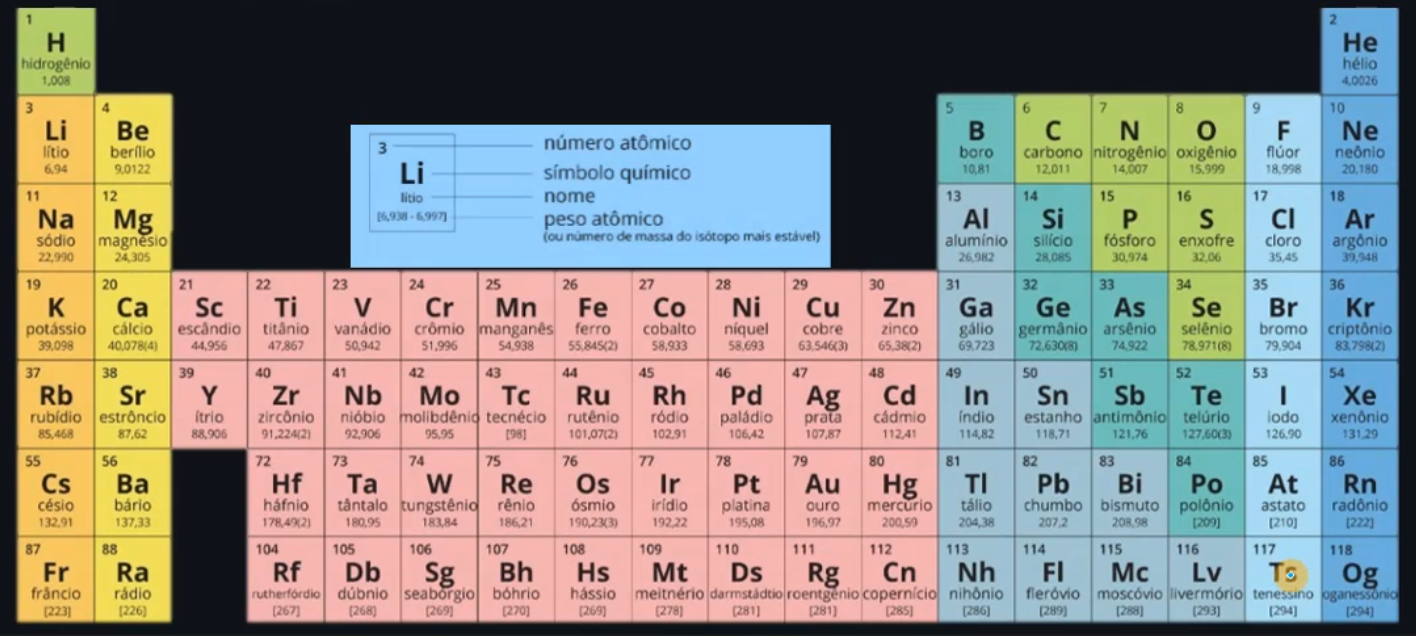 1
H
hidrogênio
1,008
2
He
hélio
4,0026
3
Li
lítio
6,94
4
Be
berílio
9,0122
3
Li
lítio
[6,938 - 6,997]
número atômico
símbolo químico
nome
peso atômico
(ou número de massa do isótopo mais estável)
5
B
boro
10,81
6
C
carbono
12,011
7
N
nitrogênio
14,007
8
O
oxigênio
15,999
9
F
flúor
18,998
10
Ne
neônio
20,180
11
Na
sódio
22,990
12
Mg
magnésio
24,305
13
Al
alumínio
26,982
14
Si
silício
28,085
15
P
fósforo
30,974
16
S
enxofre
32,06
17
Cl
cloro
35,45
18
Ar
argônio
39,948
19
K
potássio
39,098
20
Ca
cálcio
40,078(4)
21
Sc
escândio
44,956
22
Ti
titânio
47,867
23
V
vanádio
50,942
24
Cr
crômio
51,996
25
Mn
manganês
54,938
26
Fe
ferro
55,845(2)
27
Co
cobalto
58,933
28
Ni
níquel
58,693
29
Cu
cobre
63,546(3)
30
Zn
zinco
65,38(2)
31
Ga
gálio
69,723
32
Ge
germânio
72,630(8)
33
As
arsênio
74,922
34
Se
selênio
78,971(8)
35
Br
bromo
79,904
36
Kr
criptônio
83,798(2)
37
Rb
rubídio
85,468
38
Sr
estrôncio
87,62
39
Y
ítrio
88,906
40
Zr
zircônio
91,224(2)
41
Nb
nióbio
92,906
42
Mo
molibdênio
95,95
43
Tc
tecnécio
[98]
44
Ru
rutênio
101,07(2)
45
Rh
ródio
102,91
46
Pd
paládio
106,42
47
Ag
prata
107,87
48
Cd
cádmio
112,41
49
In
índio
114,82
50
Sn
estanho
118,71
51
Sb
antimônio
121,76
52
Te
telúrio
127,60(3)
53
I
iodo
126,90
54
Xe
xenônio
131,29
55
Cs
césio
132,91
56
Ba
bário
137,33
72
Hf
háfnio
178,49(2)
73
Ta
tântalo
180,95
74
W
tungstênio
183,84
75
Re
rênio
186,21
76
Os
ósmio
190,23(3)
77
Ir
irídio
192,22
78
Pt
platina
195,08
79
Au
ouro
196,97
80
Hg
mercúrio
200,59
81
Tl
tálio
204,38
82
Pb
chumbo
207,2
83
Bi
bismuto
208,98
84
Po
polônio
[209]
85
At
astato
[210]
86
Rn
radônio
[222]
87
Fr
frâncio
[223]
88
Ra
rádio
[226]
104
Rf
rutherfórdio
[267]
105
Db
dúbnio
[268]
106
Sg
seabórgio
[269]
107
Bh
bóhrio
[270]
108
Hs
hássio
[269]
109
Mt
meitnério
[278]
110
Ds
darmstádtio
[281]
111
Rg
roentgênio
[281]
112
Cn
copernício
[285]
113
Nh
nihônio
[286]
114
Fl
fleróvio
[289]
115
Mc
moscóvio
[288]
116
Lv
livermório
[293]
117
tenessino
[294]
118
Og
oganessônio
[294]